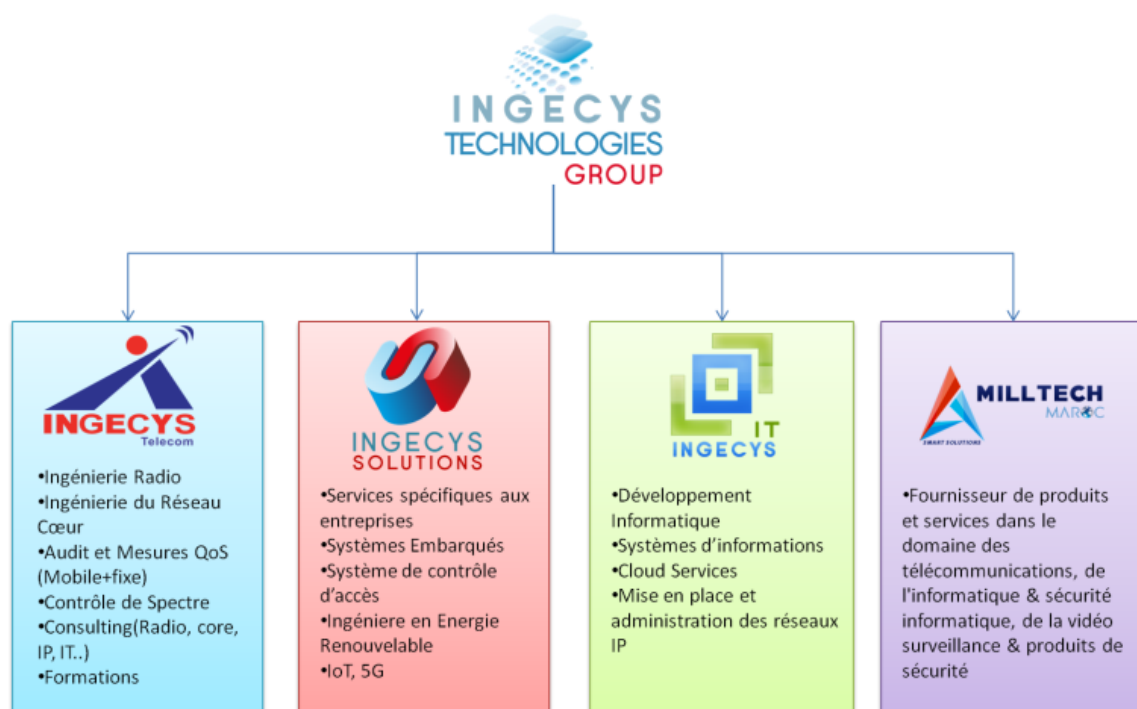 INGECYS
TECHNOLOGIES
GROUP
INGECYS
Telecom
•Ingénierie Radio
•Ingénierie du Réseau
Cœur
•Audit et Mesures QoS
(Mobile+fixe)
•Contrôle de Spectre
•Consulting(Radio, core,
IP, IT..)
•Formations
INGECYS
SOLUTIONS
•Services spécifiques aux
entreprises
•Systèmes Embarqués
•Système de contrôle
d’accès
•Ingéniere en Energie
Renouvelable
•IoT, 5G
IT
INGECYS
•Développement
Informatique
•Systèmes d’informations
•Cloud Services
•Mise en place et
administration des réseaux
IP
MILLTECH
MAROC
SMART SOLUTIONS
•Fournisseur de produits
et services dans le
domaine des
télécommunications, de
l'informatique & sécurité
informatique, de la vidéo
surveillance & produits de
sécurité